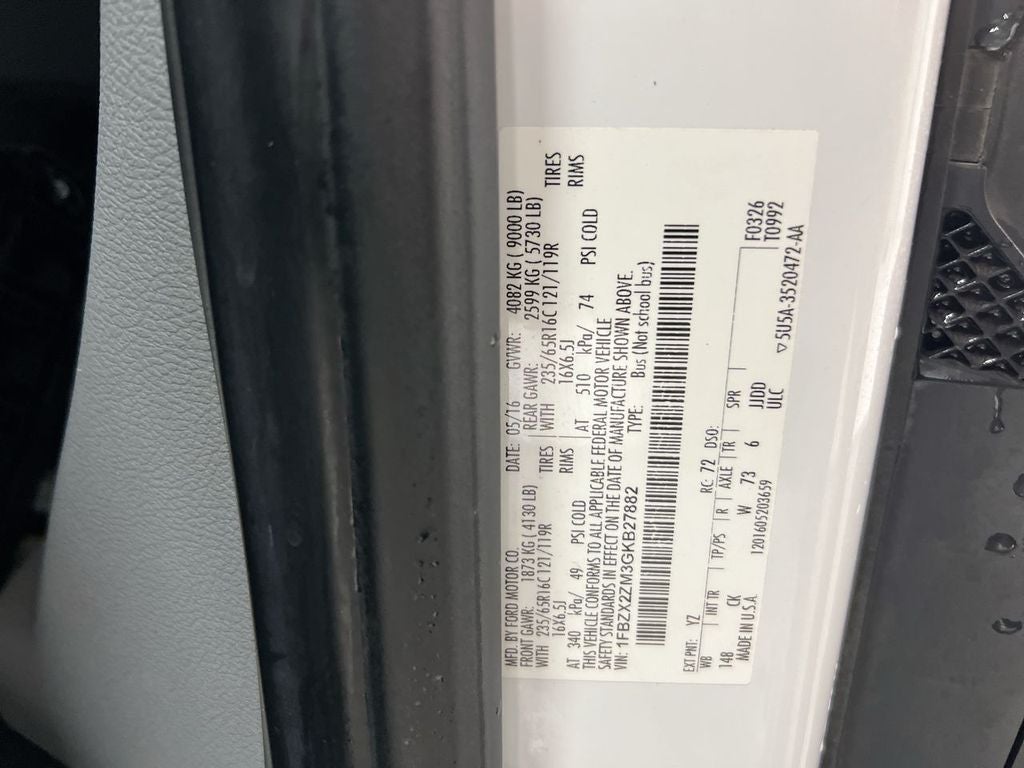 MFD. BY FORD MOTOR CO. DATE: 05/16 GVWR: 4082 KG ( 9000 LB)
FRONT GAWR: 1873 KG ( 4130 LB) REAR GAWR: 2599 KG ( 5730 LB)
WITH 235/65R16C 121/119R TIRES WITH 235/65R16C 121/119R TIRES
16X6.5J RIMS 16X6.5J RIMS
AT 340 kPa/ 49 PSI COLD AT 510 kPa/ 74 PSI COLD
THIS VEHICLE CONFORMS TO ALL APPLICABLE FEDERAL MOTOR VEHICLE
SAFETY STANDARDS IN EFFECT ON THE DATE OF MANUFACTURE SHOWN ABOVE.
VIN: 1FBZX2ZM3GKB27882 TYPE: Bus (Not school bus)
EXT PNT: YZ RC: 72 DSO:
WB INT TR TP/PS R AXLE TR SPR F0326
148 CK W 73 6 JJDD T0992
MADE IN U.S.A. 1201605203659 UIC ▽5U5A-3520472-AA